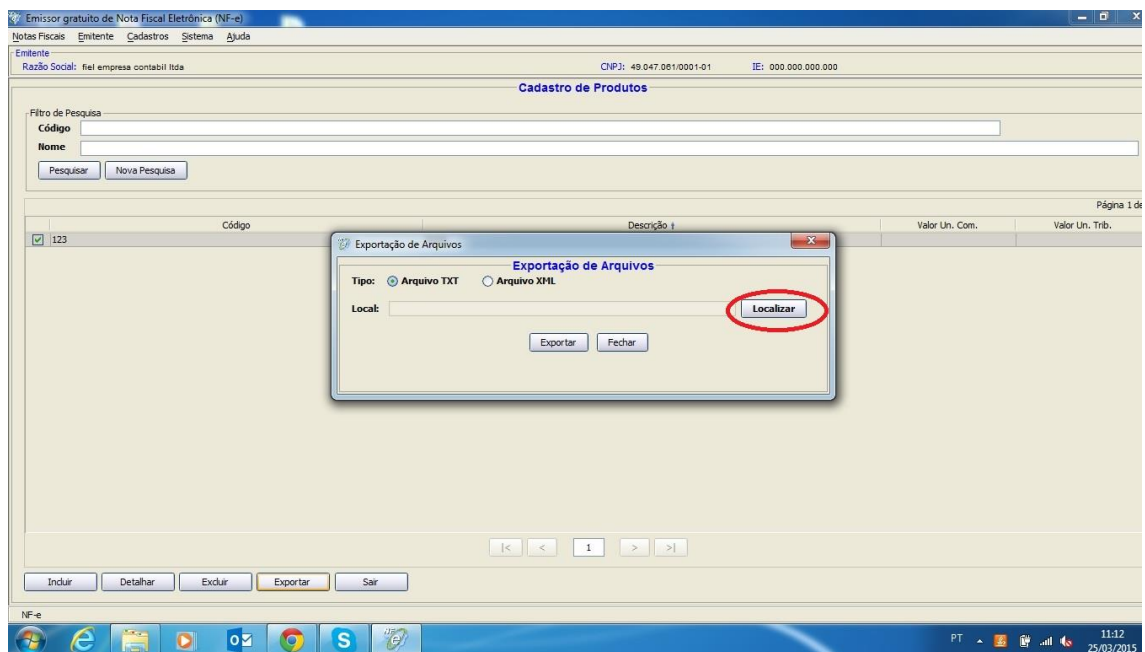 Emissor gratuito de Nota Fiscal Eletrônica (NF-e)
Notas Fiscais Emitente Cadastros Sistema Ajuda
Emitente
Razão Social: fiel empresa contabil ltda CNPJ: 49.047.061/0001-01 IE: 000.000.000.000
Cadastro de Produtos
Filtro de Pesquisa
Código
Nome
Pesquisar Nova Pesquisa
Página 1 de
Código Descrição Valor Un. Com. Valor Un. Trib.
123
Exportação de Arquivos
Exportação de Arquivos
Tipo: Arquivo TXT Arquivo XML
Local: Localizar
Exportar Fechar
|< < 1 > >|
Incluir Detalhar Excluir Exportar Sair
NF-e
PT 11:12
25/03/2015